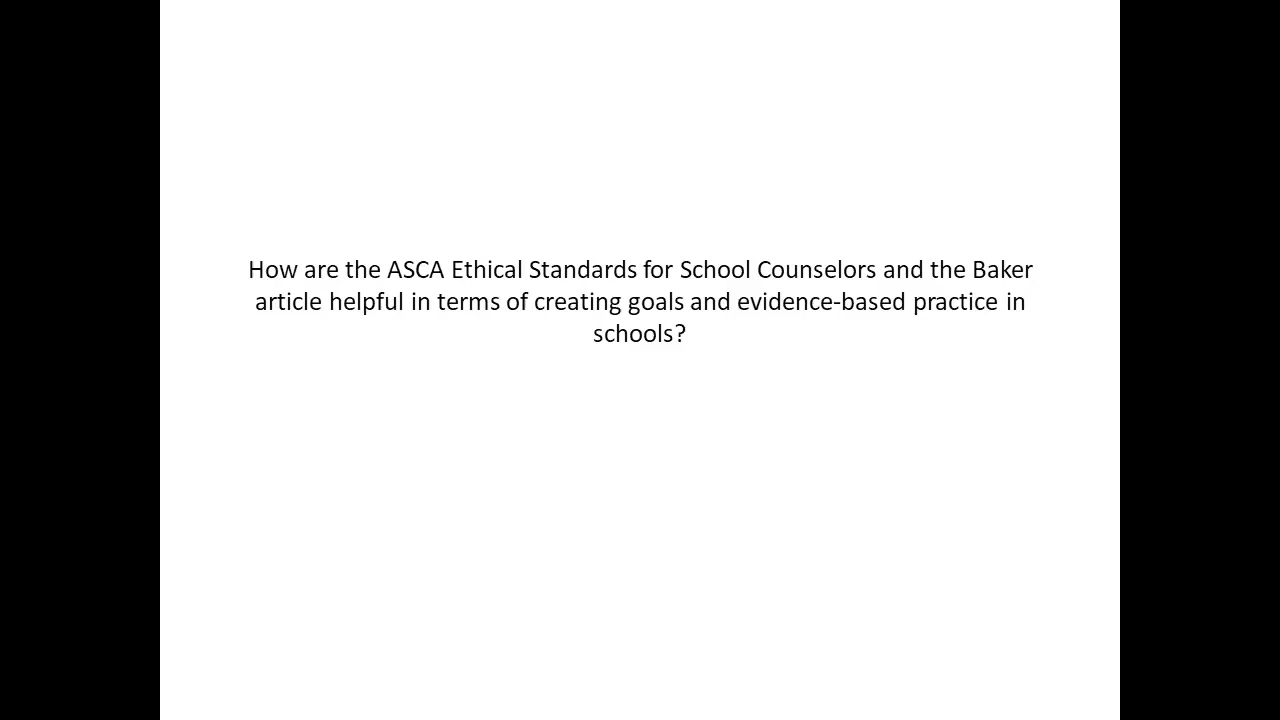 How are the ASCA Ethical Standards for School Counselors and the Baker
article helpful in terms of creating goals and evidence-based practice in
schools?